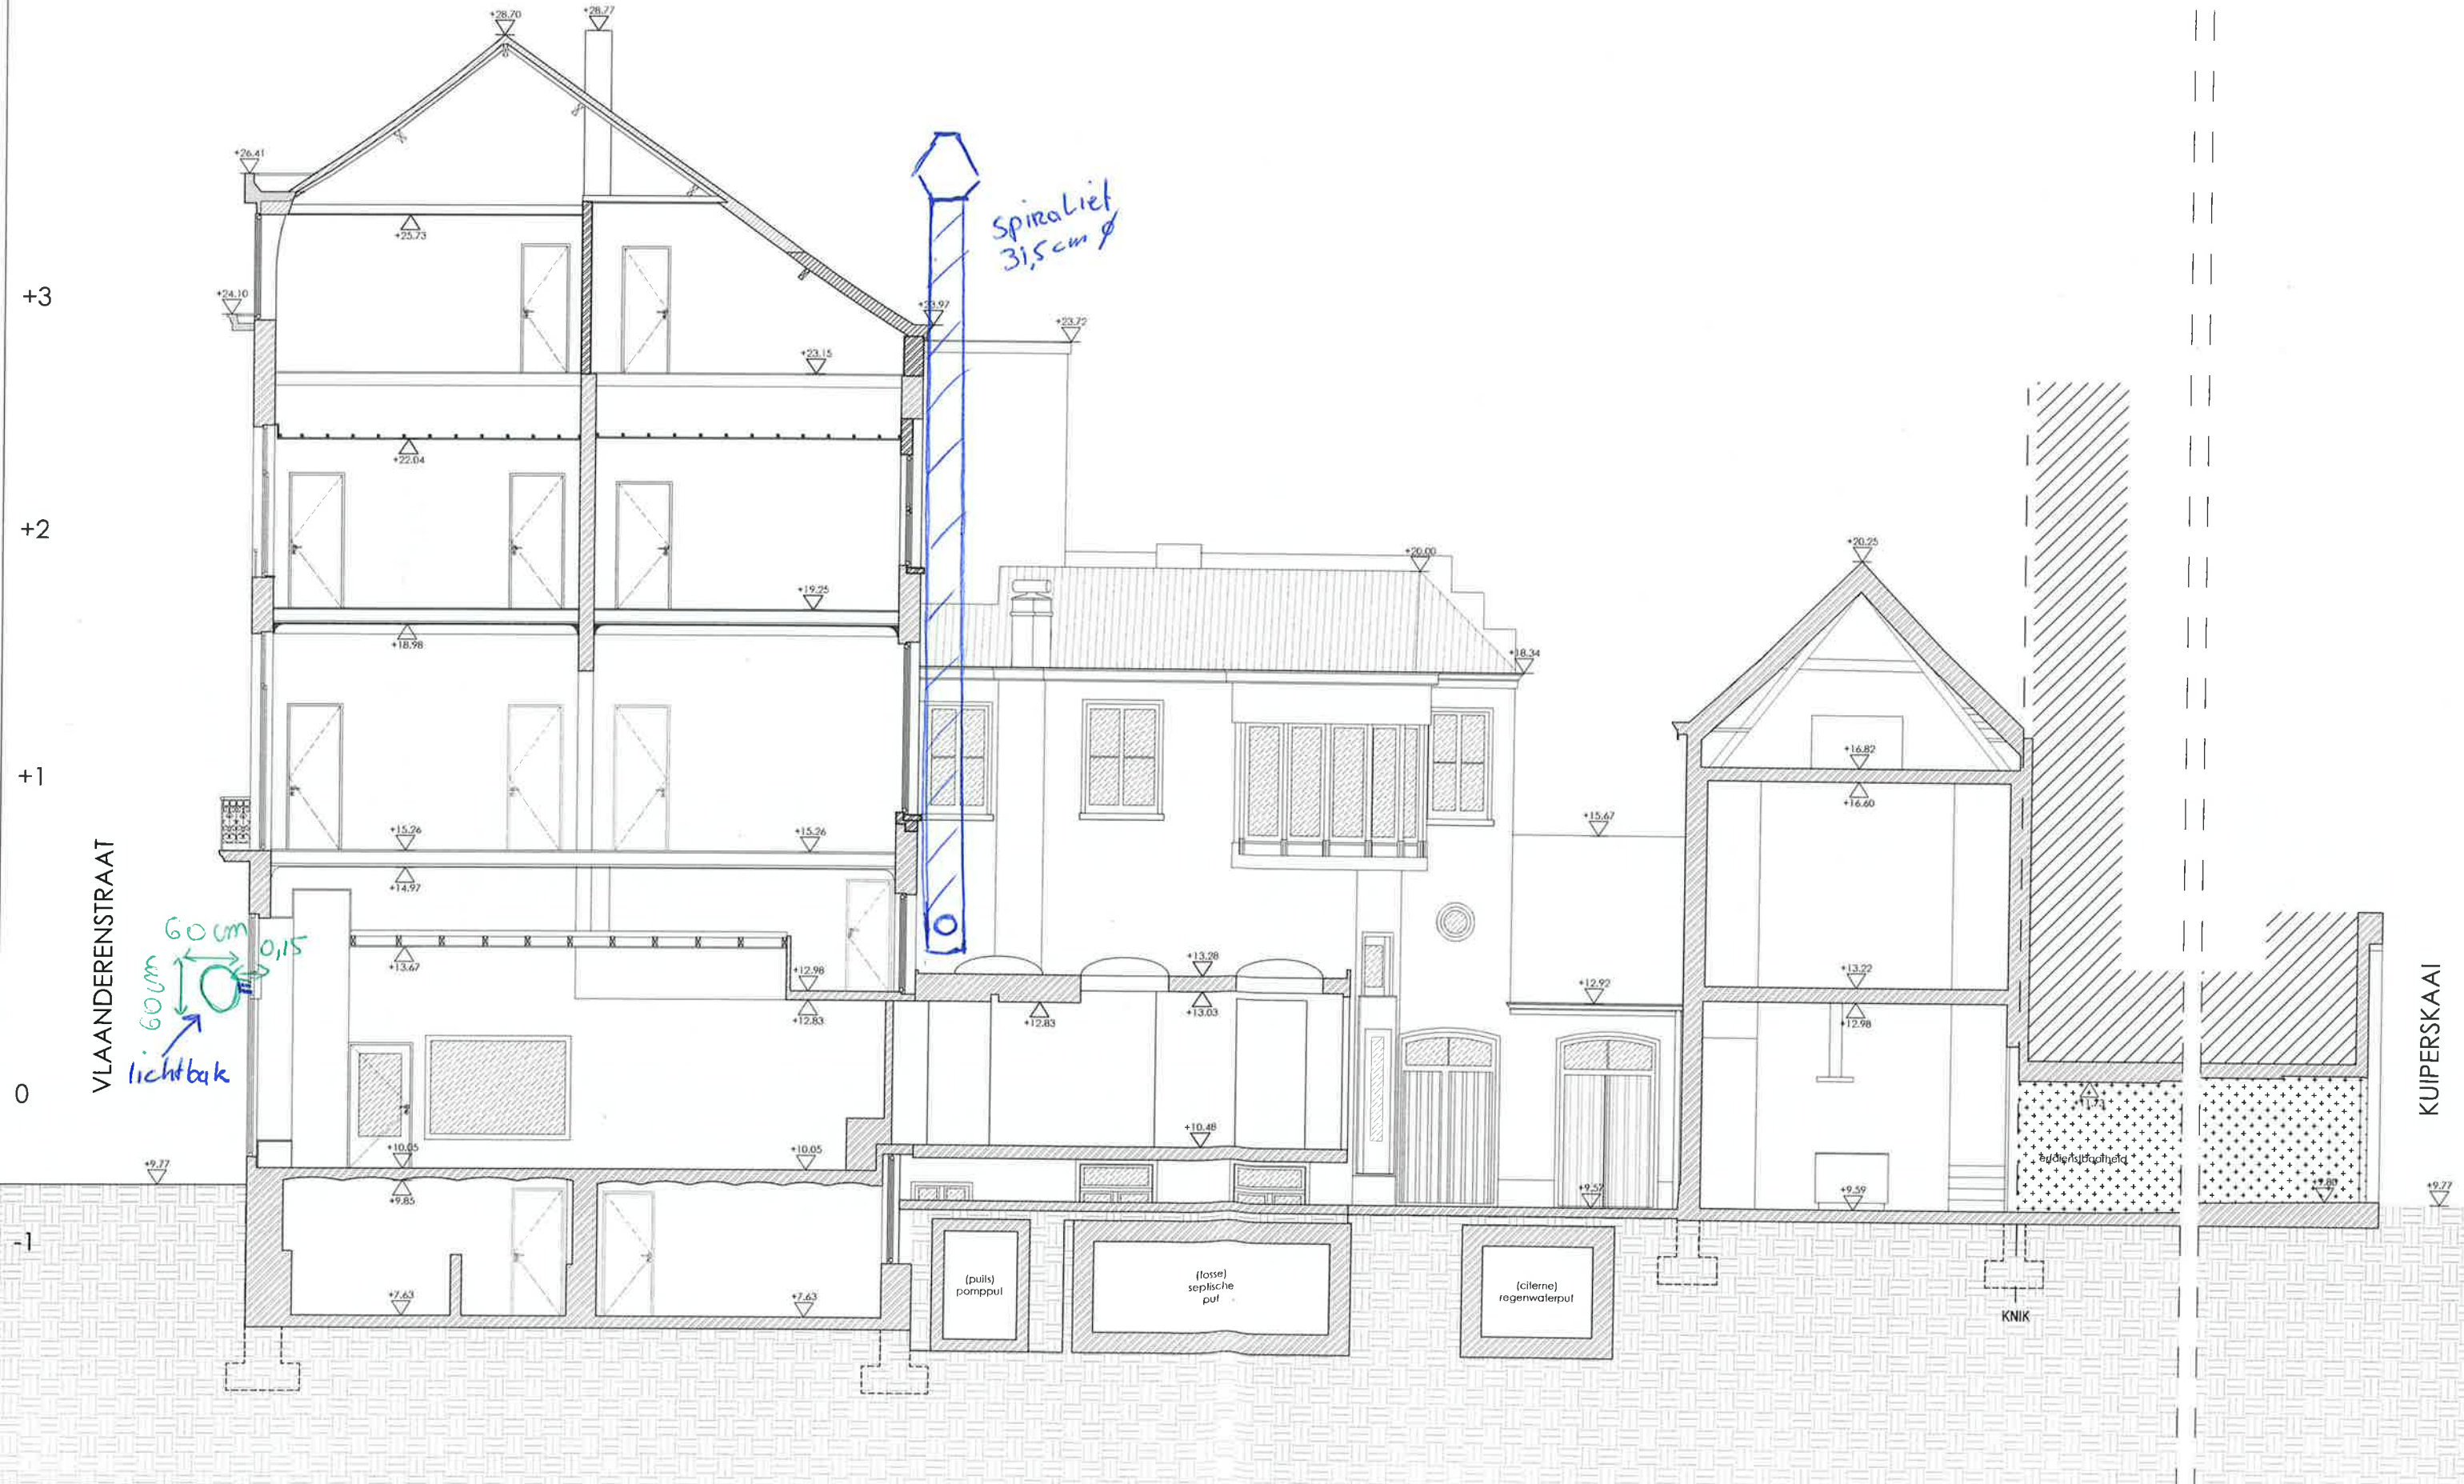 +28.70
+28.77
+26.41
+25.73
spiraliet
31,5 cm ø
+3
+24.10
+23.97
+23.72
+23.15
+22.04
+2
+20.00
+20.25
+19.25
+18.98
+18.34
+1
+16.82
+16.60
+15.67
+15.26
+15.26
+14.97
VLAANDERENSTRAAT
60 cm
0,15
60 cm
lichtbak
+13.67
+12.98
+12.83
+13.28
+12.83
+13.03
+12.92
+13.22
+12.98
KUIPERSKAAI
0
+11.73
+10.48
+10.05
+10.05
erfdienstbaarheid
+9.77
+9.85
+9.57
+9.59
+9.80
+9.77
-1
+7.63
+7.63
(puits)
pompput
(fosse)
septische
put
(citerne)
regenwaterput
KNIK